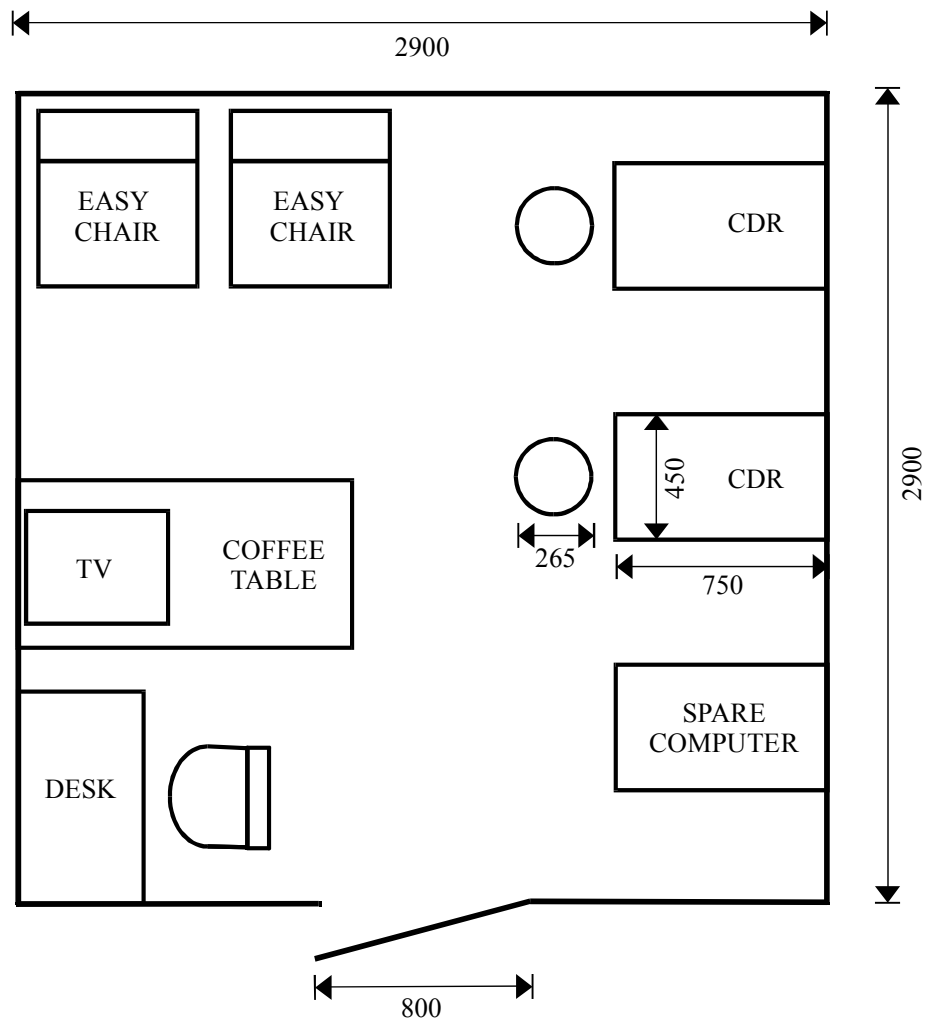 2900
EASY
CHAIR
EASY
CHAIR
CDR
2900
450
CDR
265
750
TV
COFFEE
TABLE
SPARE
COMPUTER
DESK
800